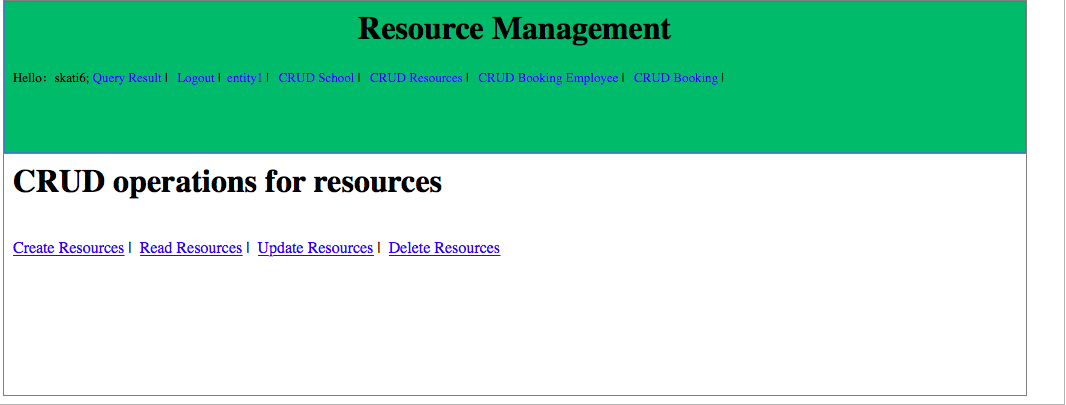 Resource Management
Hello: skati6; Query Result | Logout | entity1 | CRUD School | CRUD Resources | CRUD Booking Employee | CRUD Booking |
CRUD operations for resources
Create Resources | Read Resources | Update Resources | Delete Resources